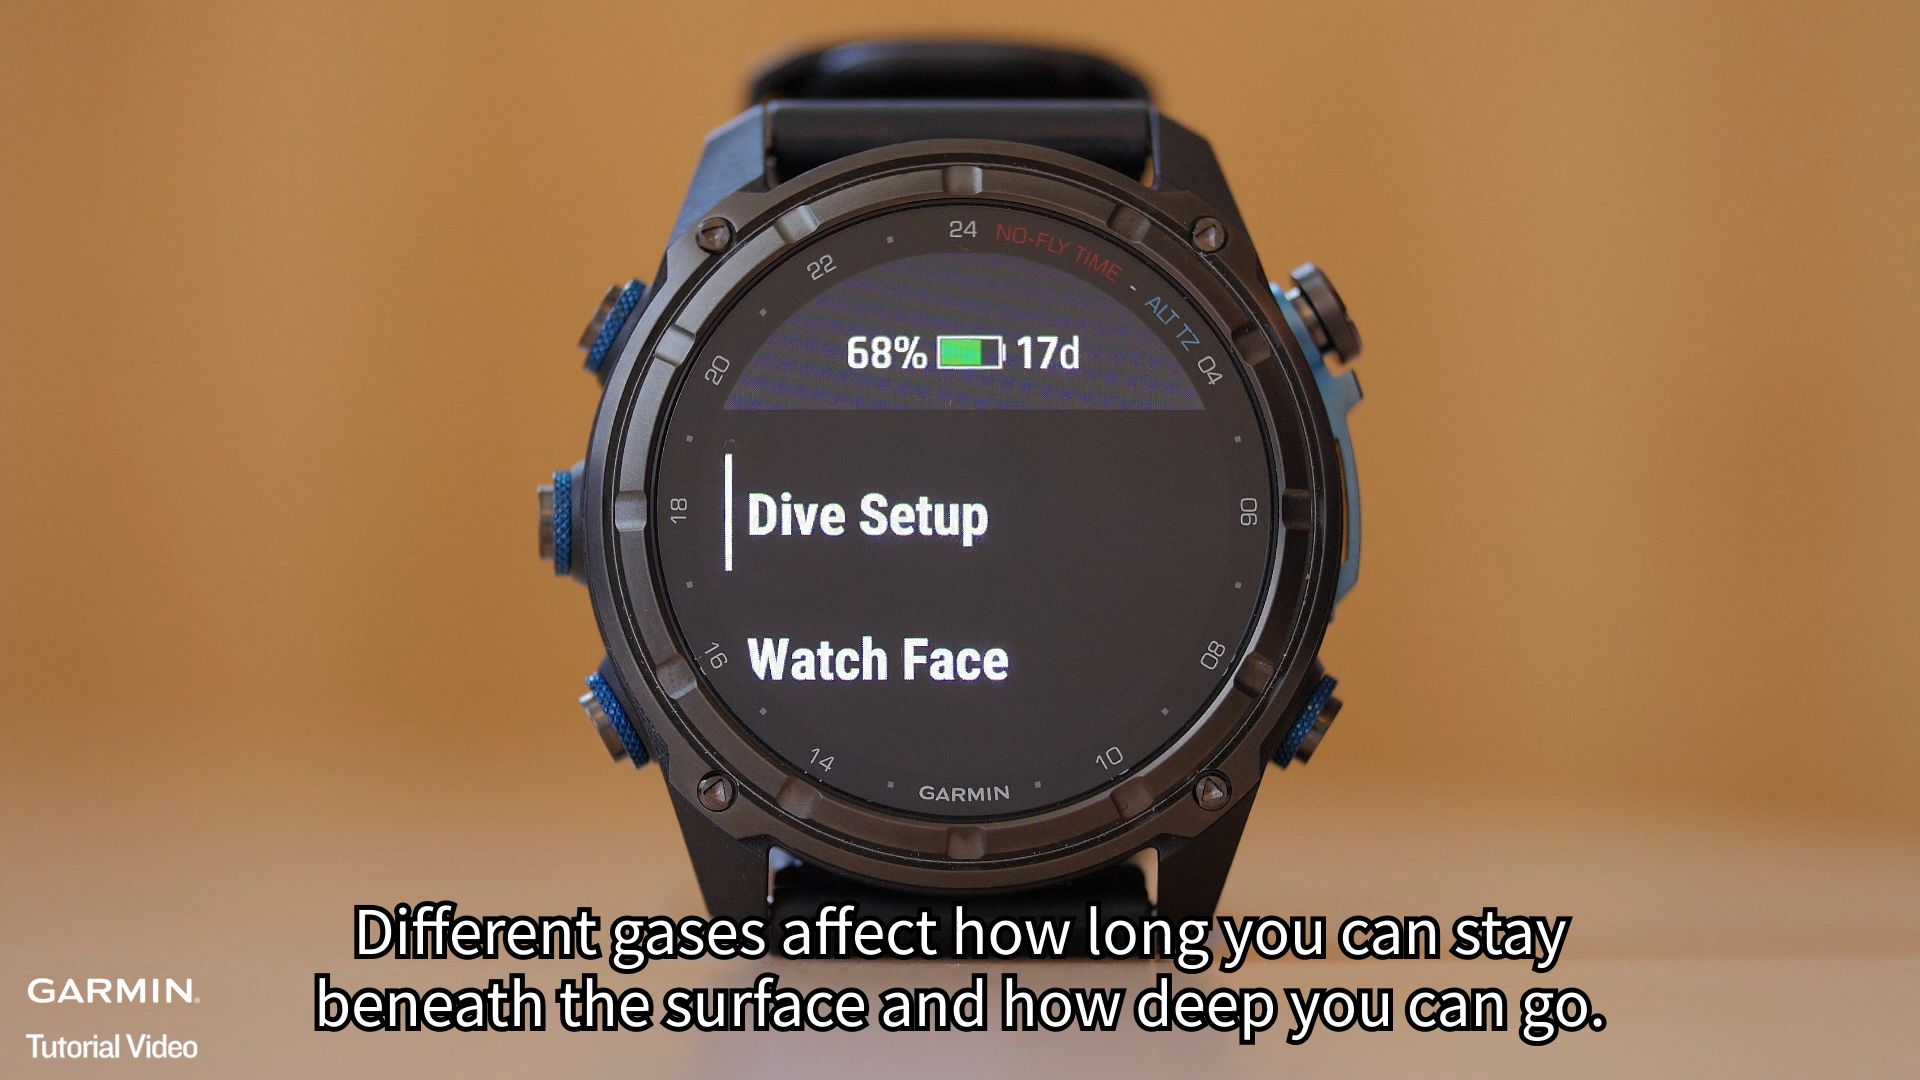 24
NO-FLY TIME
-
ALT TZ
22
20
04
68% 17d
18
Dive Setup
06
16
Watch Face
08
14
10
GARMIN
Different gases affect how long you can stay
beneath the surface and how deep you can go.
GARMIN.
Tutorial Video